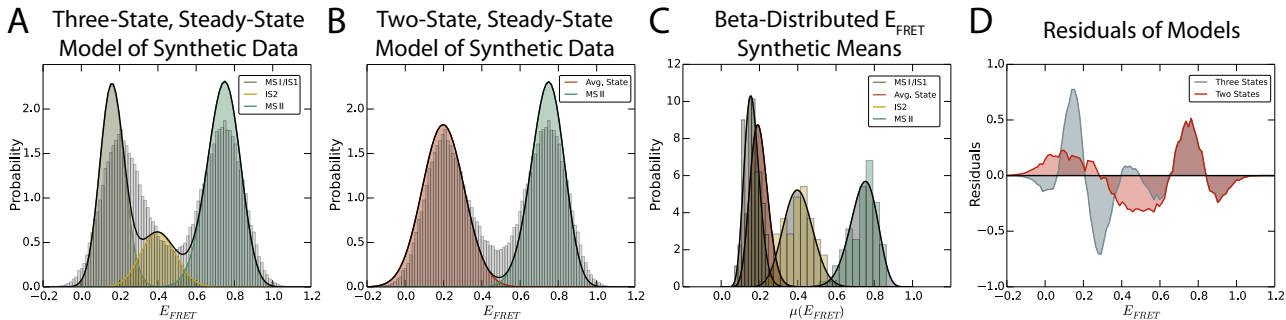 A
Three-State, Steady-State
Model of Synthetic Data
Probability
2.0
1.5
1.0
0.5
0.0
−0.2
0.0
0.2
0.4
0.6
0.8
1.0
1.2
E_FRET
MS I/IS1
IS2
MS II
B
Two-State, Steady-State
Model of Synthetic Data
Probability
2.0
1.5
1.0
0.5
0.0
−0.2
0.0
0.2
0.4
0.6
0.8
1.0
1.2
E_FRET
Avg. State
MS II
C
Beta-Distributed E_FRET
Synthetic Means
Probability
12
10
8
6
4
2
0
0.0
0.2
0.4
0.6
0.8
1.0
μ(E_FRET)
MS I/IS1
Avg. State
IS2
MS II
D
Residuals of Models
Residuals
1.0
0.5
0.0
−0.5
−1.0
−0.2
0.0
0.2
0.4
0.6
0.8
1.0
1.2
E_FRET
Three States
Two States